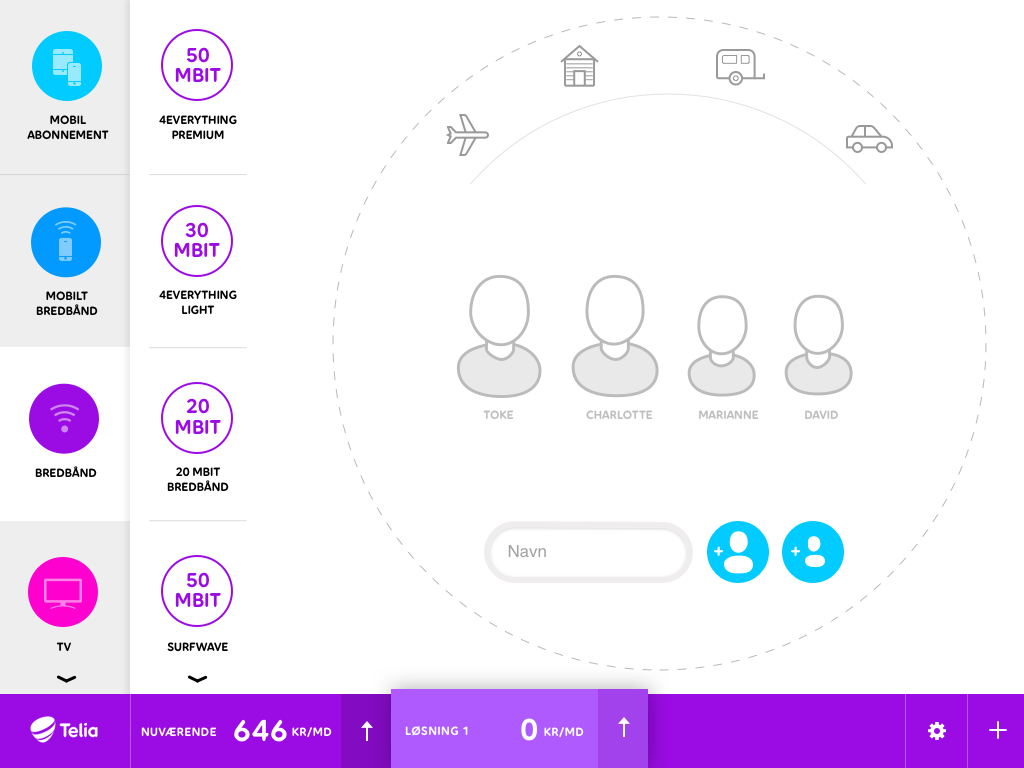 MOBIL
ABONNEMENT
MOBILT
BREDBÅND
BREDBÅND
TV
50
MBIT
4EVERYTHING
PREMIUM
30
MBIT
4EVERYTHING
LIGHT
20
MBIT
20 MBIT
BREDBÅND
50
MBIT
SURFWAVE
TOKE CHARLOTTE MARIANNE DAVID
Navn
Telia NUVÆRENDE 646 KR/MD LØSNING 1 0 KR/MD